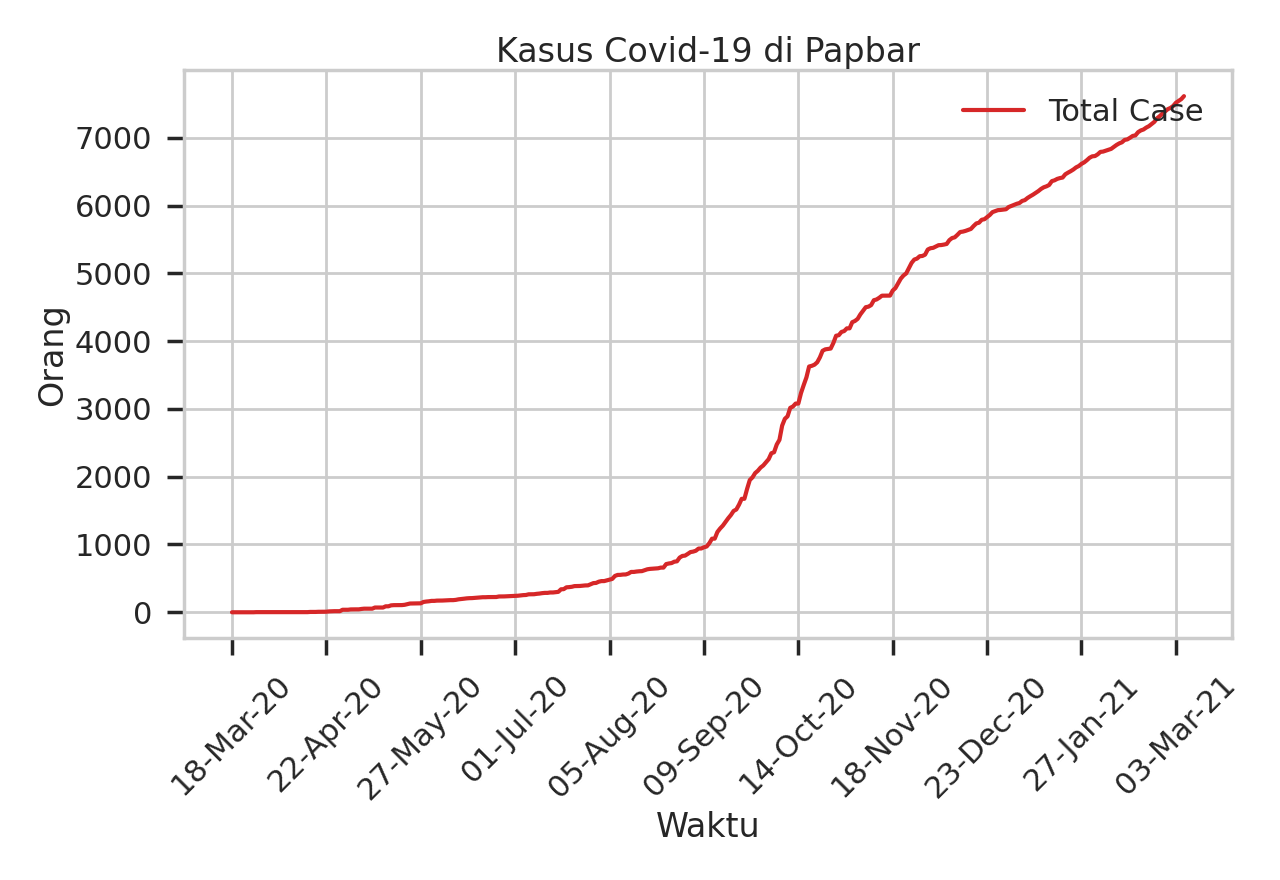 Kasus Covid-19 di Papbar
Total Case
Orang
7000
6000
5000
4000
3000
2000
1000
0
18-Mar-20
22-Apr-20
27-May-20
01-Jul-20
05-Aug-20
09-Sep-20
14-Oct-20
18-Nov-20
23-Dec-20
27-Jan-21
03-Mar-21
Waktu